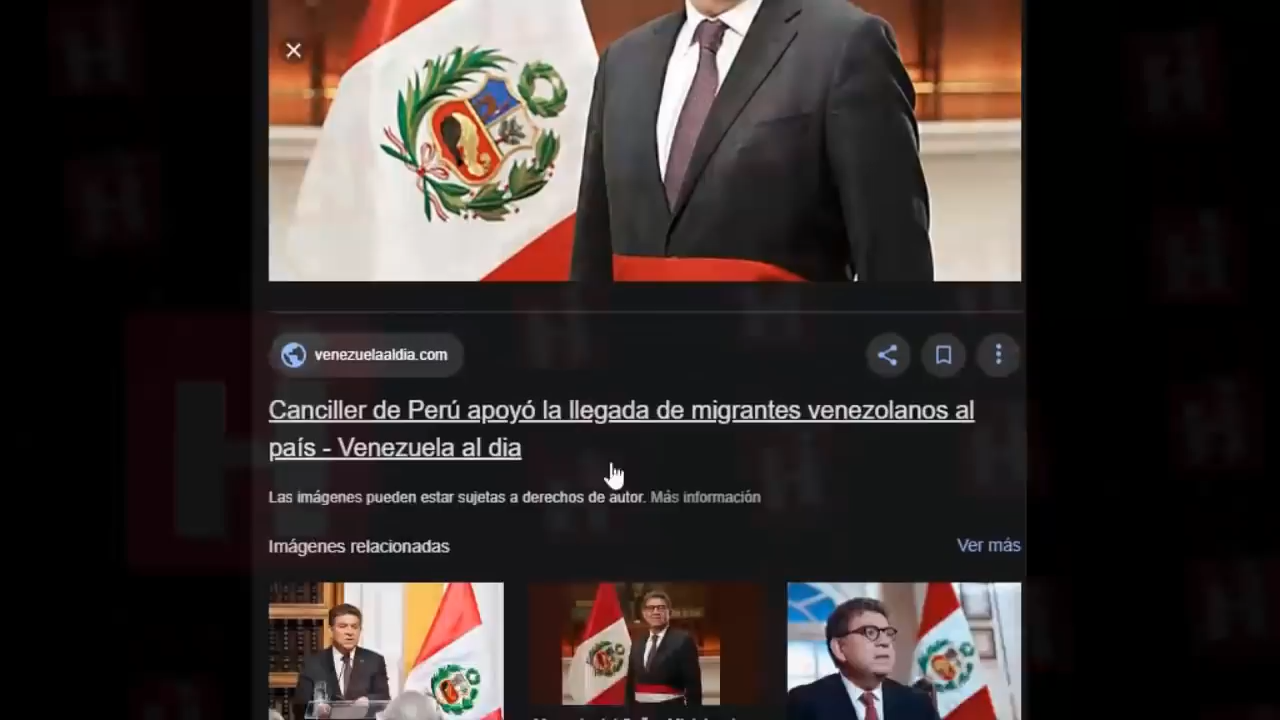 venezuelaaldia.com
Canciller de Perú apoyó la llegada de migrantes venezolanos al
país - Venezuela al dia
Las imágenes pueden estar sujetas a derechos de autor. Más información
Imágenes relacionadas
Ver más